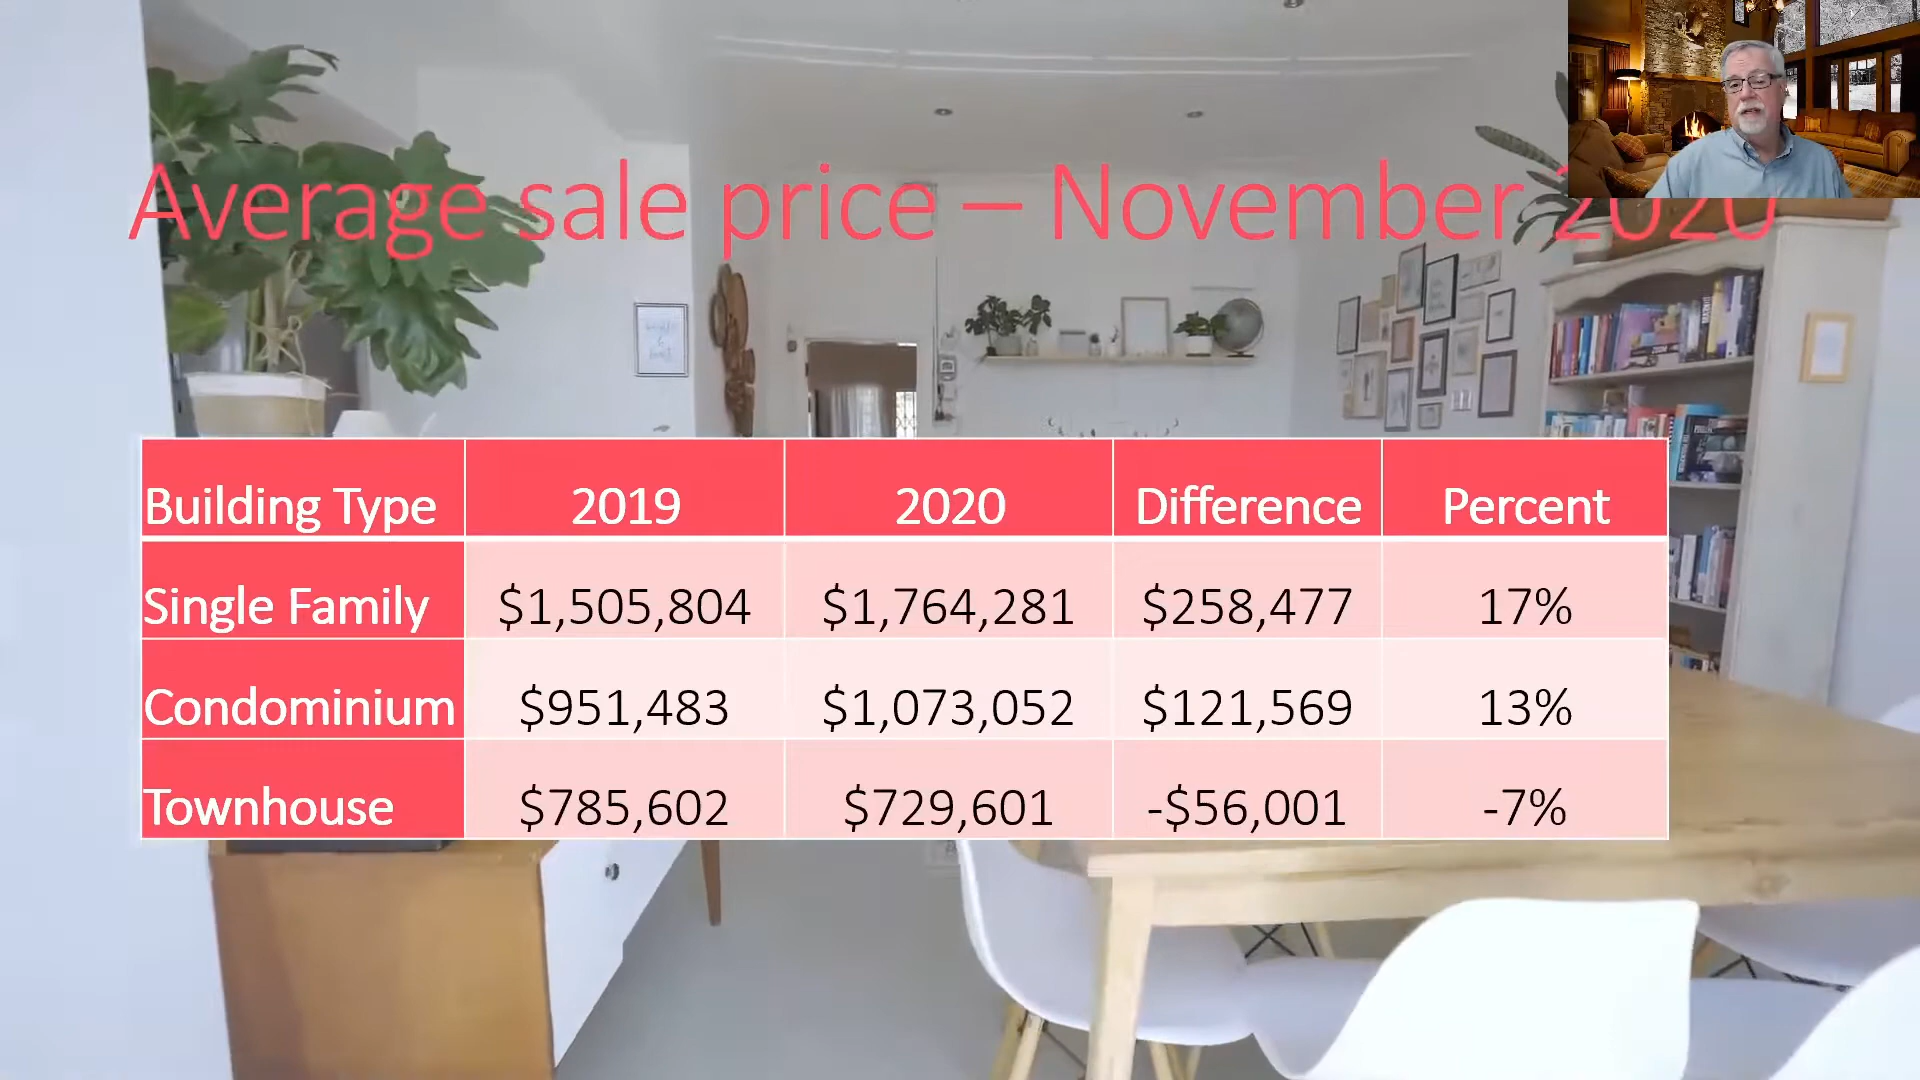 Average sale price – November 2020
Building Type 2019 2020 Difference Percent
Single Family $1,505,804 $1,764,281 $258,477 17%
Condominium $951,483 $1,073,052 $121,569 13%
Townhouse $785,602 $729,601 -$56,001 -7%